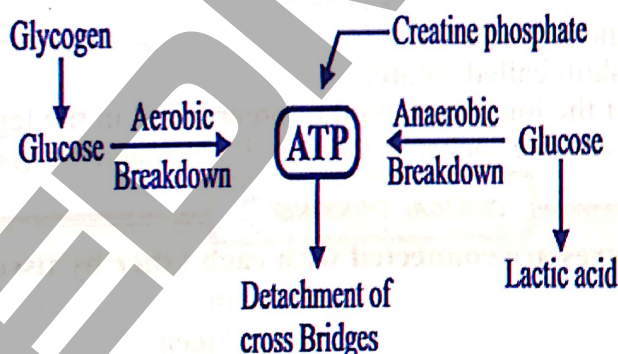 Glycogen
Creatine phosphate
Glucose
Aerobic
Breakdown
ATP
Anaerobic
Breakdown
Glucose
Lactic acid
Detachment of
cross Bridges